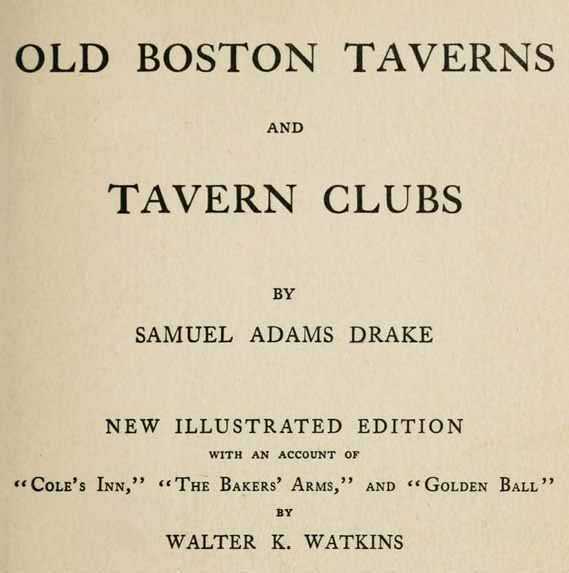 OLD BOSTON TAVERNS
AND
TAVERN CLUBS
BY
SAMUEL ADAMS DRAKE
NEW ILLUSTRATED EDITION
WITH AN ACCOUNT OF
“COLE'S INN,” “THE BAKERS' ARMS,” AND “GOLDEN BALL”
BY
WALTER K. WATKINS